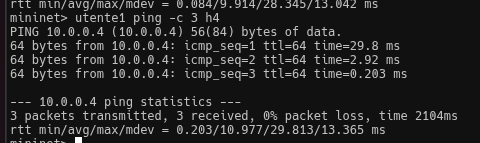 rtt min/avg/max/mdev = 0.084/9.914/28.345/13.042 ms
mininet> utente1 ping -c 3 h4
PING 10.0.0.4 (10.0.0.4) 56(84) bytes of data.
64 bytes from 10.0.0.4: icmp_seq=1 ttl=64 time=29.8 ms
64 bytes from 10.0.0.4: icmp_seq=2 ttl=64 time=2.92 ms
64 bytes from 10.0.0.4: icmp_seq=3 ttl=64 time=0.203 ms
--- 10.0.0.4 ping statistics ---
3 packets transmitted, 3 received, 0% packet loss, time 2104ms
rtt min/avg/max/mdev = 0.203/10.977/29.813/13.365 ms
mininet>